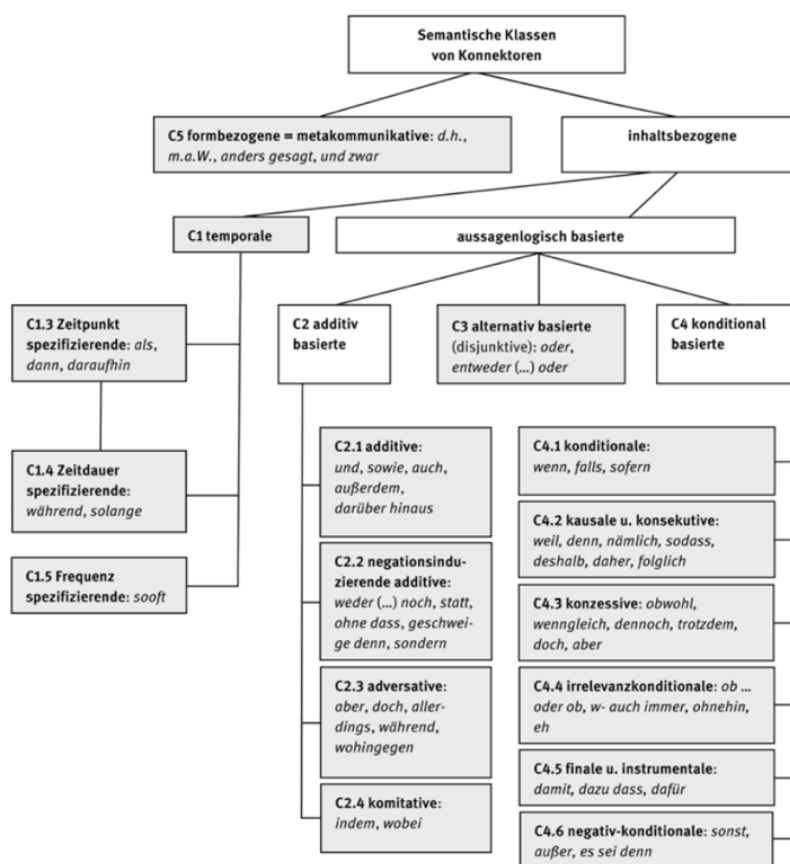 Semantische Klassen
von Konnektoren
C5 formbezogene = metakommunikative: d.h.,
m.a.W., anders gesagt, und zwar
inhaltsbezogene
C1 temporale
aussagenlogisch basierte
C1.3 Zeitpunkt
spezifizierende: als,
dann, daraufhin
C2 additiv
basierte
C3 alternativ basierte
(disjunktive): oder,
entweder (...) oder
C4 konditional
basierte
C1.4 Zeitdauer
spezifizierende:
während, solange
C1.5 Frequenz
spezifizierende: sooft
C2.1 additive:
und, sowie, auch,
außerdem,
darüber hinaus
C2.2 negationsindu-
zierende additive:
weder (...) noch, statt,
ohne dass, geschwei-
ge denn, sondern
C2.3 adversative:
aber, doch, aller-
dings, während,
wohingegen
C2.4 komitative:
indem, wobei
C4.1 konditionale:
wenn, falls, sofern
C4.2 kausale u. konsekutive:
weil, denn, nämlich, sodass,
deshalb, daher, folglich
C4.3 konzessive: obwohl,
wenngleich, dennoch, trotzdem,
doch, aber
C4.4 irrelevanzkonditionale: ob ...
oder ob, w- auch immer, ohnehin,
eh
C4.5 finale u. instrumentale:
damit, dazu dass, dafür
C4.6 negativ-konditionale: sonst,
außer, es sei denn